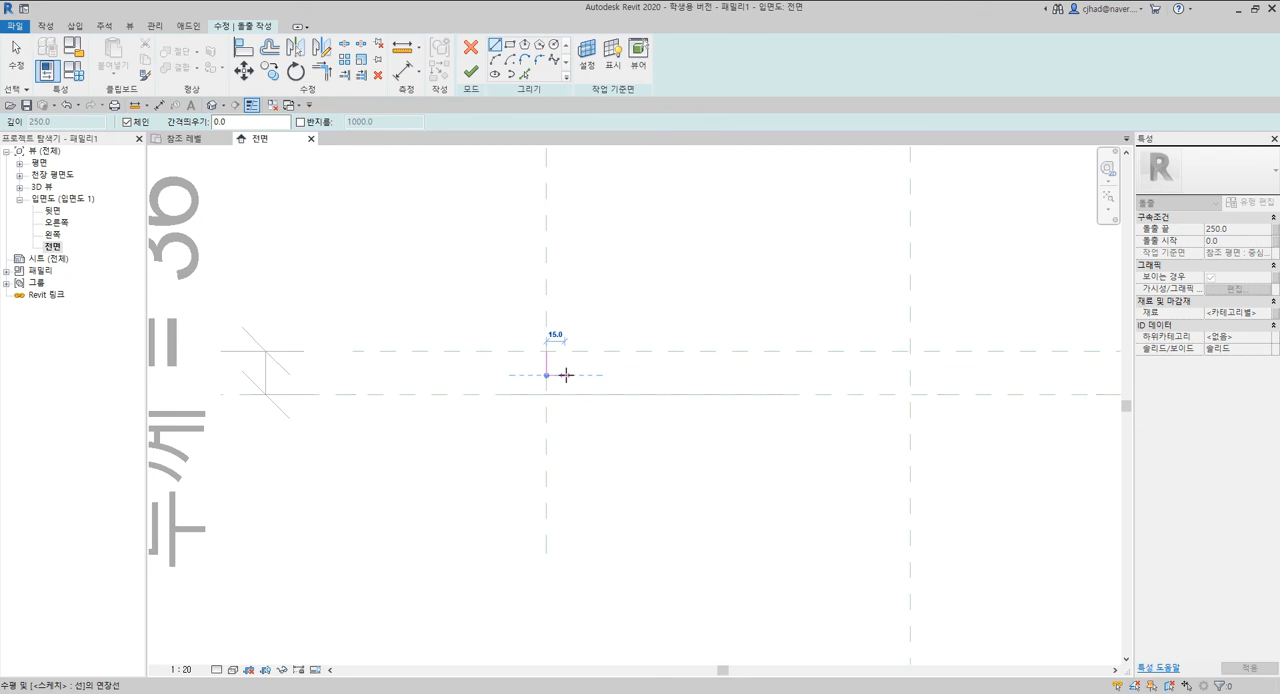 Autodesk Revit 2020 - 학생용 버전 - 패밀리1 - 입면도: 전면
cjhad@naver....
파일 작성 삽입 주석 뷰 관리 애드인 수정 | 돌출 작성
수정 붙여넣기 절단 결합 설정 표시 뷰어
선택 특성 클립보드 형상 수정 측정 작성 모드 그리기 작업 기준면
깊이 250.0 체인 간격띄우기: 0.0 반지름: 1000.0
프로젝트 탐색기 - 패밀리1
참조 레벨 전면
특성
뷰 (전체)
평면
천장 평면도
3D 뷰
입면도 (입면도 1)
뒷면
오른쪽
왼쪽
전면
시트 (전체)
패밀리
그룹
Revit 링크
15.0
2D
돌출 유형 편집
구속조건
돌출 끝 250.0
돌출 시작 0.0
작업 기준면 참조 평면 : 중심...
그래픽
보이는 경우
가시성/그래픽 ... 편집...
재료 및 마감재
재료 <카테고리별>
ID 데이터
하위카테고리 <없음>
솔리드/보이드 솔리드
1 : 20
특성 도움말 적용
수평 및 [<스케치> : 선]의 연장선
:0